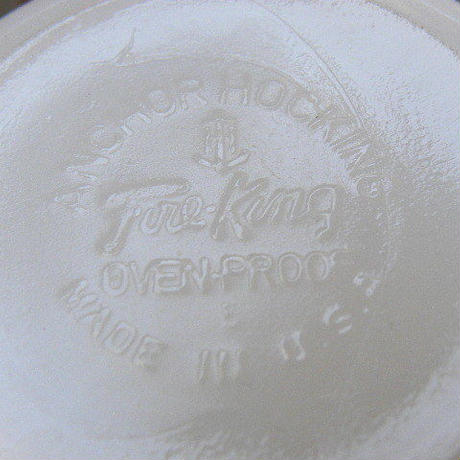 ANCHOR HOCKING
Fire-King
OVEN-PROOF
MADE IN U.S.A